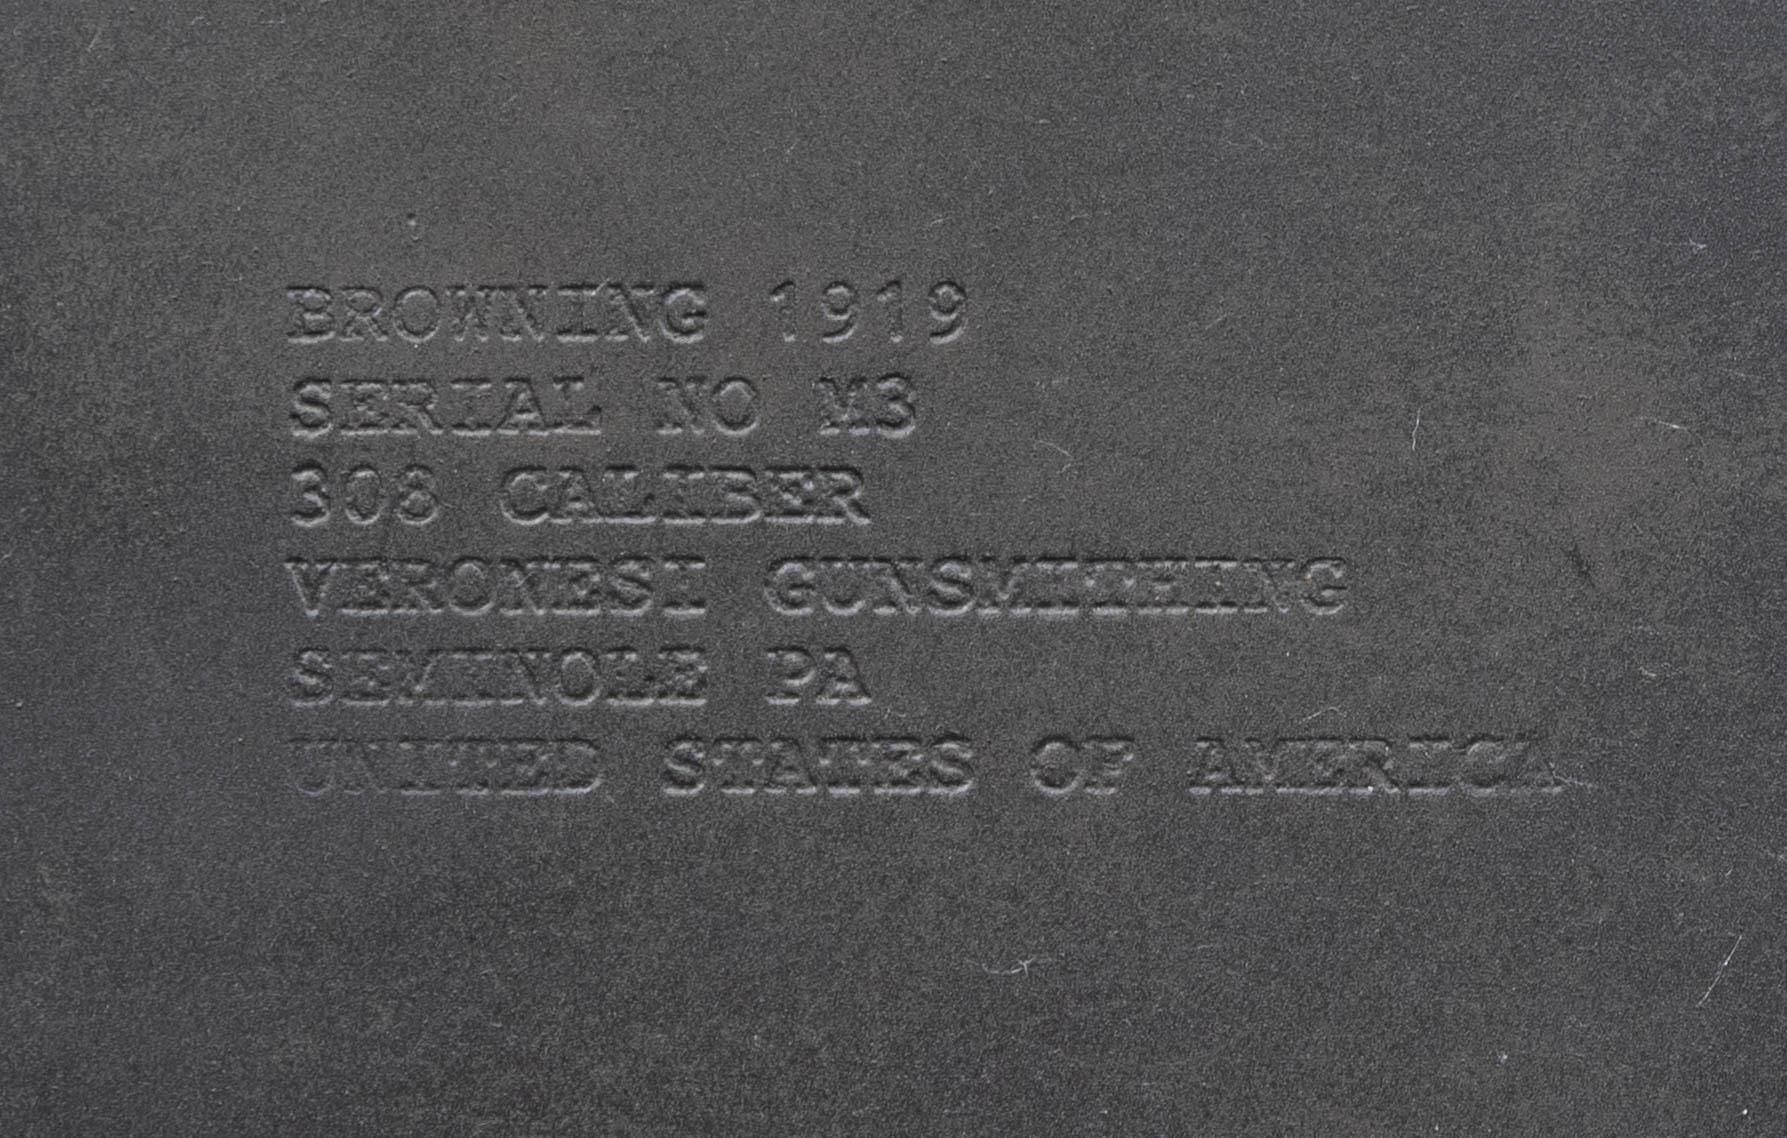 BROWNING 1919
SERIAL NO M3
308 CALIBER
VERONESI GUNSMITHING
SEMINOLE PA
UNITED STATES OF AMERICA